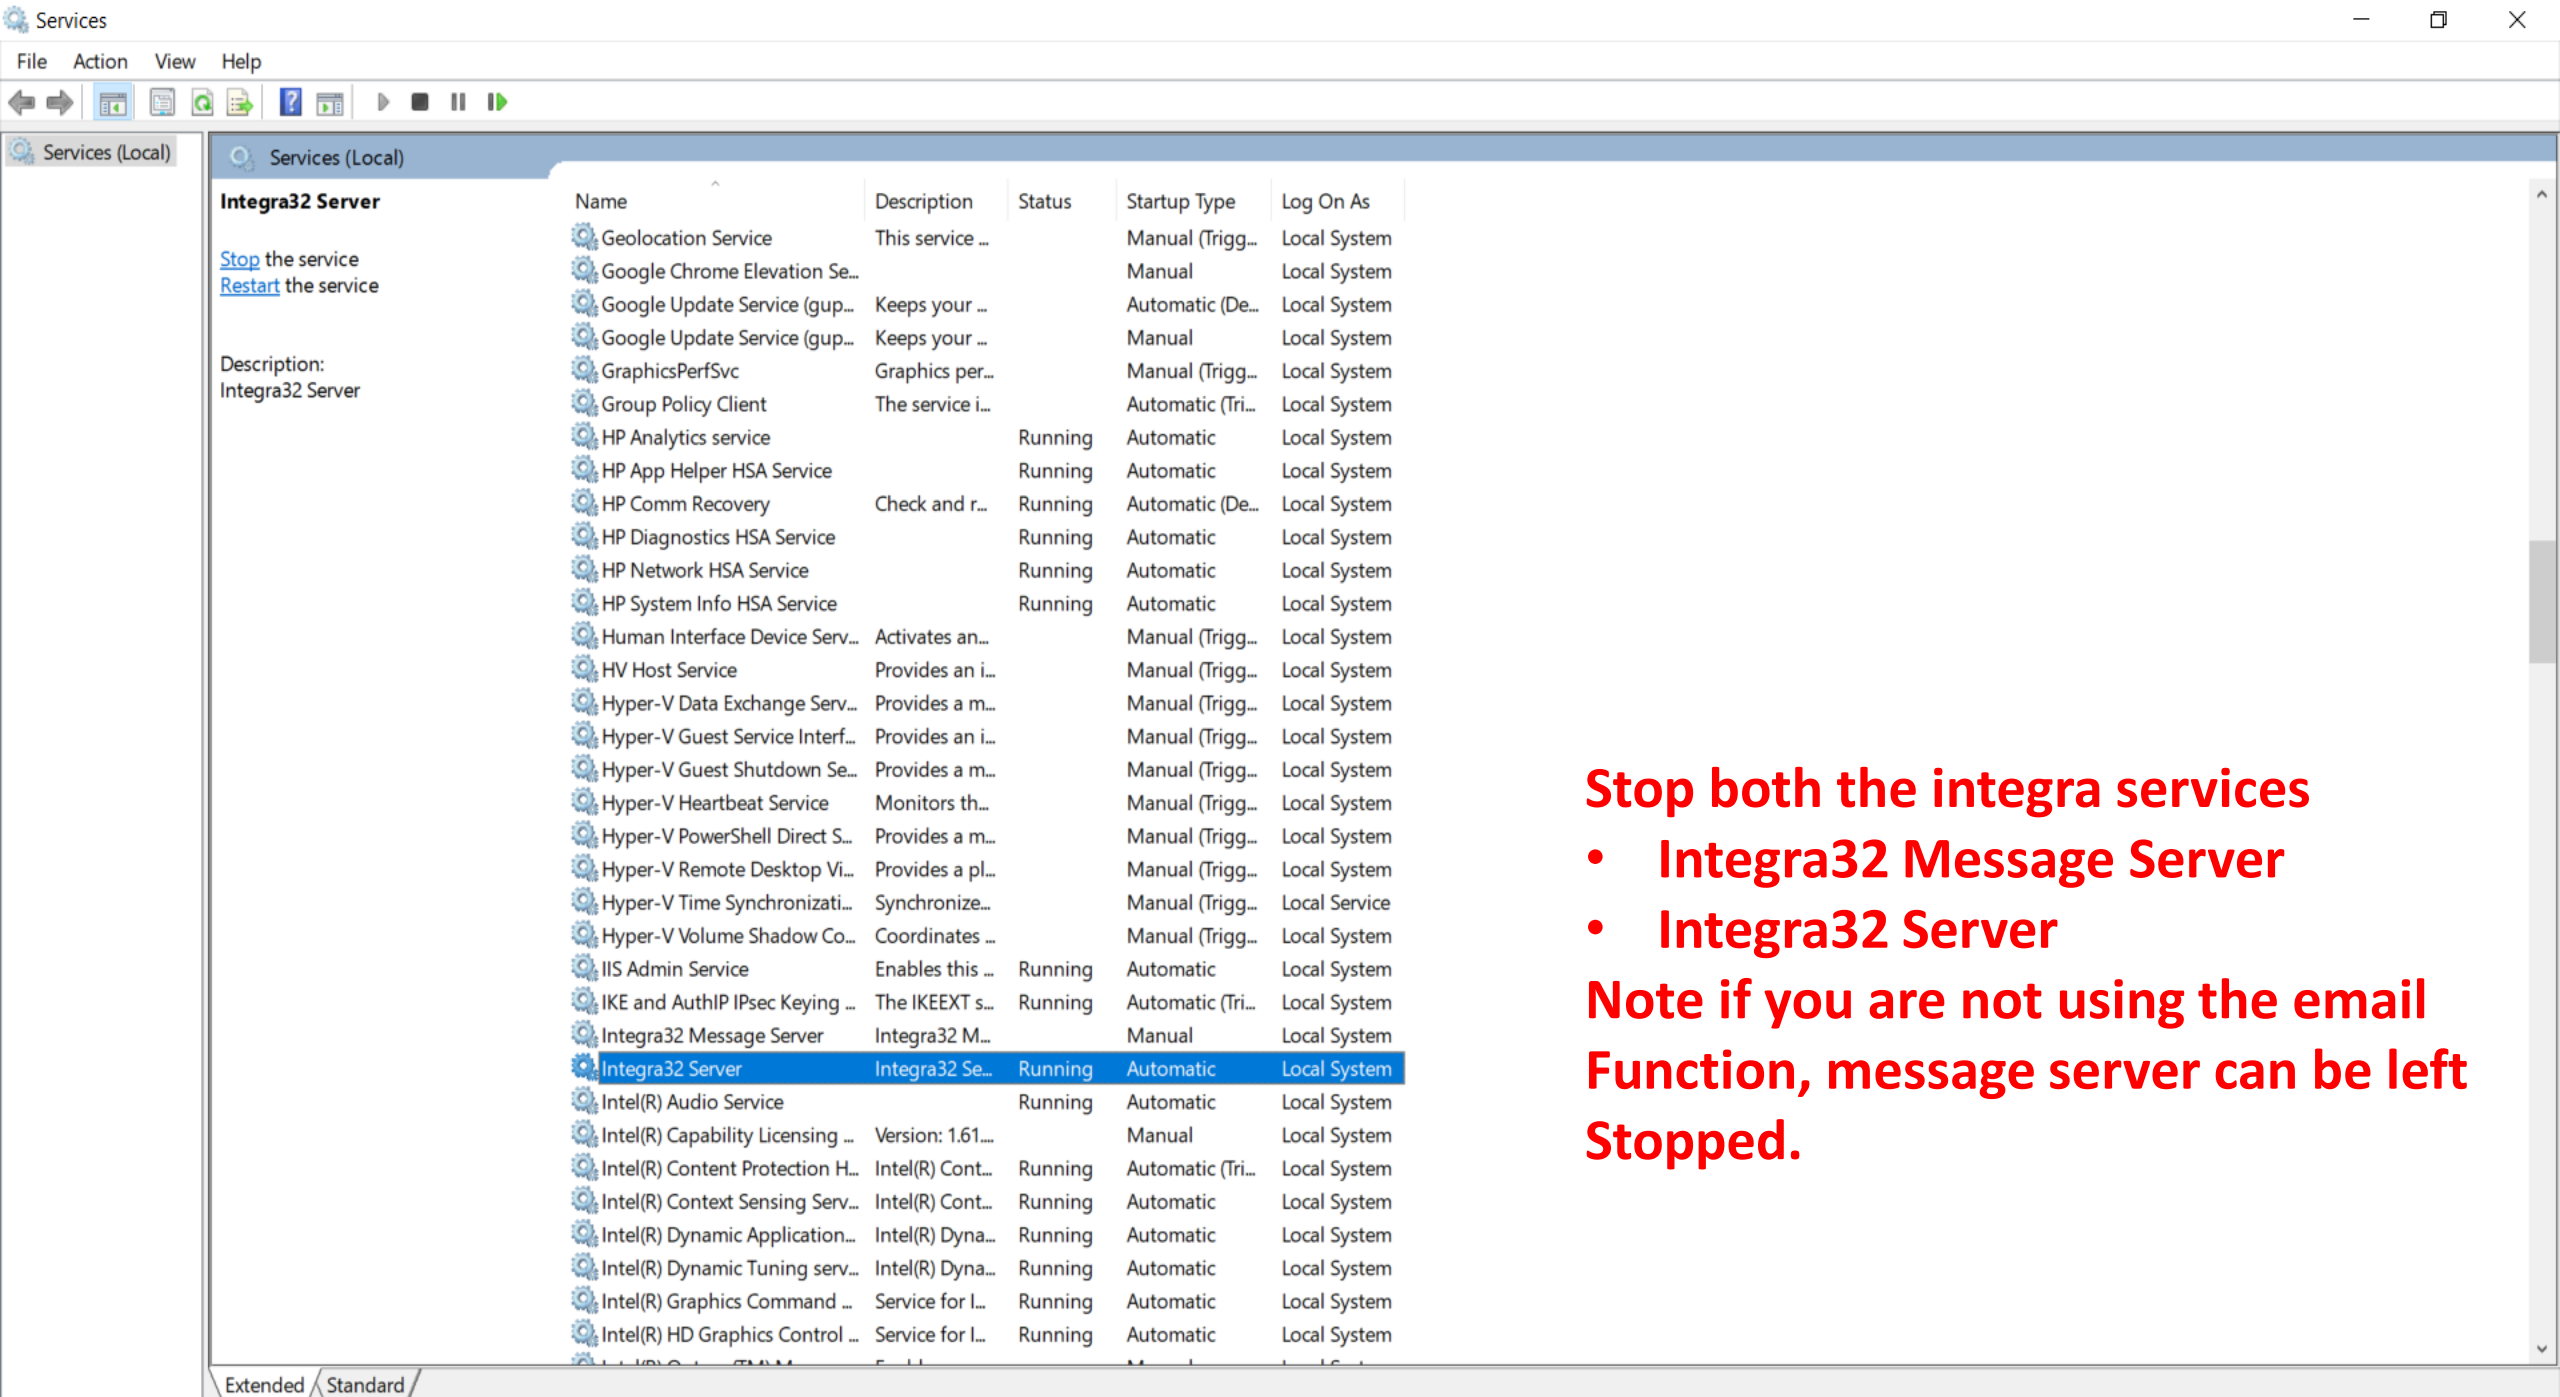 Services
File Action View Help
Services (Local)
Services (Local)
Integra32 Server
Stop the service
Restart the service
Description:
Integra32 Server
Name Description Status Startup Type Log On As
Geolocation Service This service ... Manual (Trigg... Local System
Google Chrome Elevation Se... Manual Local System
Google Update Service (gup... Keeps your ... Automatic (De... Local System
Google Update Service (gup... Keeps your ... Manual Local System
GraphicsPerfSvc Graphics per... Manual (Trigg... Local System
Group Policy Client The service i... Automatic (Tri... Local System
HP Analytics service Running Automatic Local System
HP App Helper HSA Service Running Automatic Local System
HP Comm Recovery Check and r... Running Automatic (De... Local System
HP Diagnostics HSA Service Running Automatic Local System
HP Network HSA Service Running Automatic Local System
HP System Info HSA Service Running Automatic Local System
Human Interface Device Serv... Activates an... Manual (Trigg... Local System
HV Host Service Provides an i... Manual (Trigg... Local System
Hyper-V Data Exchange Serv... Provides a m... Manual (Trigg... Local System
Hyper-V Guest Service Interf... Provides an i... Manual (Trigg... Local System
Hyper-V Guest Shutdown Se... Provides a m... Manual (Trigg... Local System
Hyper-V Heartbeat Service Monitors th... Manual (Trigg... Local System
Hyper-V PowerShell Direct S... Provides a m... Manual (Trigg... Local System
Hyper-V Remote Desktop Vi... Provides a pl... Manual (Trigg... Local System
Hyper-V Time Synchronizati... Synchronize... Manual (Trigg... Local Service
Hyper-V Volume Shadow Co... Coordinates ... Manual (Trigg... Local System
IIS Admin Service Enables this ... Running Automatic Local System
IKE and AuthIP IPsec Keying ... The IKEEXT s... Running Automatic (Tri... Local System
Integra32 Message Server Integra32 M... Manual Local System
Integra32 Server Integra32 Se... Running Automatic Local System
Intel(R) Audio Service Running Automatic Local System
Intel(R) Capability Licensing ... Version: 1.61.... Manual Local System
Intel(R) Content Protection H... Intel(R) Cont... Running Automatic (Tri... Local System
Intel(R) Context Sensing Serv... Intel(R) Cont... Running Automatic Local System
Intel(R) Dynamic Application... Intel(R) Dyna... Running Automatic Local System
Intel(R) Dynamic Tuning serv... Intel(R) Dyna... Running Automatic Local System
Intel(R) Graphics Command ... Service for I... Running Automatic Local System
Intel(R) HD Graphics Control ... Service for I... Running Automatic Local System
Extended Standard
Stop both the integra services
• Integra32 Message Server
• Integra32 Server
Note if you are not using the email
Function, message server can be left
Stopped.